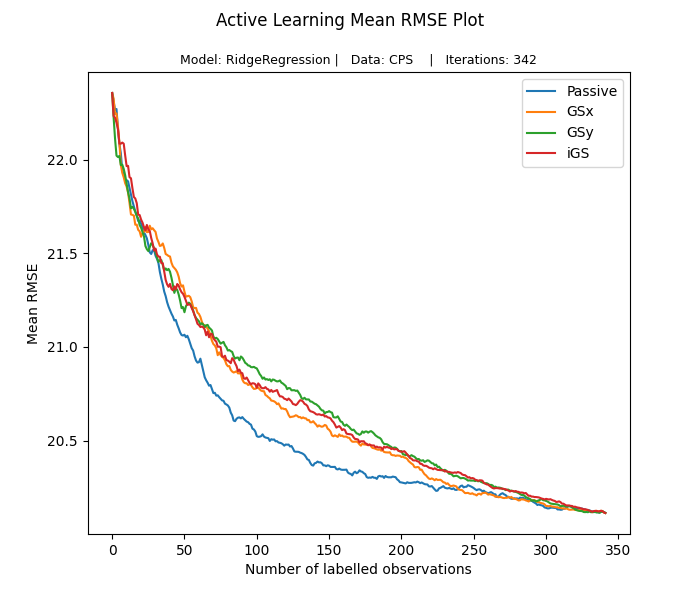 Active Learning Mean RMSE Plot
Model: RidgeRegression | Data: CPS | Iterations: 342
Passive
GSx
GSy
iGS
22.0
21.5
21.0
20.5
Mean RMSE
0 50 100 150 200 250 300 350
Number of labelled observations